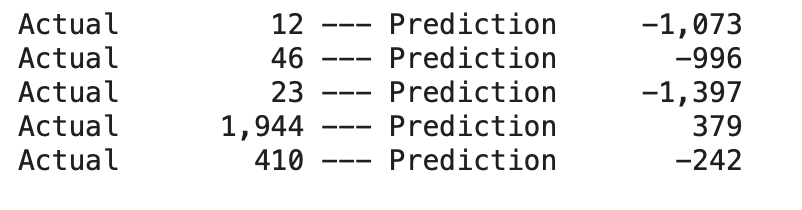 Actual         12 --- Prediction     -1,073
Actual         46 --- Prediction       -996
Actual         23 --- Prediction     -1,397
Actual      1,944 --- Prediction        379
Actual        410 --- Prediction       -242